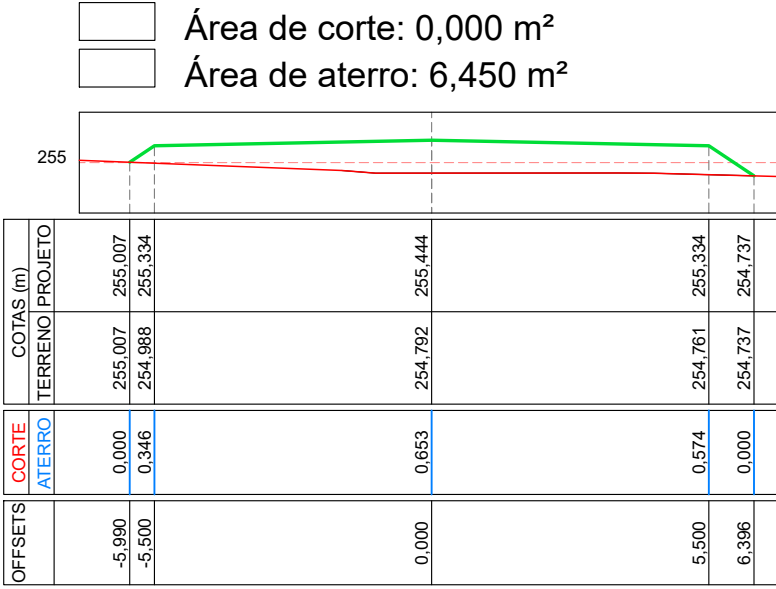 Área de corte: 0,000 m²
Área de aterro: 6,450 m²
255
COTAS (m)
PROJETO
255,007
255,334
255,444
255,334
254,737
TERRENO
255,007
254,988
254,792
254,761
254,737
CORTE
ATERRO
0,000
0,346
0,653
0,574
0,000
OFFSETS
-5,990
-5,500
0,000
5,500
6,396